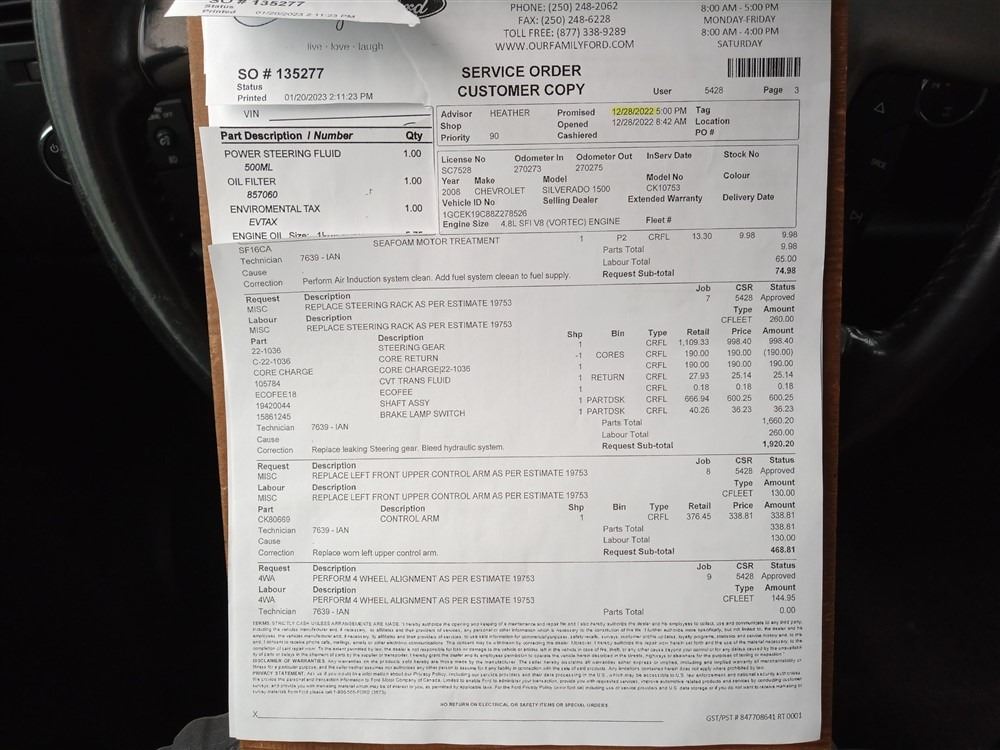 SO # 135277
Status
Printed 01/20/2023 2:11:23 PM
live · love · laugh
PHONE: (250) 248-2062
FAX: (250) 248-6228
TOLL FREE: (877) 338-9289
WWW.OURFAMILYFORD.COM
8:00 AM - 5:00 PM
MONDAY-FRIDAY
8:00 AM - 4:00 PM
SATURDAY
SO # 135277
Status
Printed 01/20/2023 2:11:23 PM
SERVICE ORDER
CUSTOMER COPY
User 5428 Page 3
VIN
Part Description / Number Qty
POWER STEERING FLUID 1.00
500ML
OIL FILTER 1.00
857060
ENVIROMENTAL TAX 1.00
EVTAX
ENGINE OIL
Advisor HEATHER Promised 12/28/2022 5:00 PM Tag
Shop Opened 12/28/2022 8:42 AM Location
Priority 90 Cashiered PO #
License No Odometer In Odometer Out InServ Date Stock No
SC7528 270273 270275
Year Make Model Model No Colour
2008 CHEVROLET SILVERADO 1500 CK10753
Vehicle ID No Selling Dealer Extended Warranty Delivery Date
1GCEK19C88Z278526
Engine Size 4.8L SFI V8 (VORTEC) ENGINE Fleet #
SF16CA SEAFOAM MOTOR TREATMENT 1 P2 CRFL 13.30 9.98 9.98
Technician 7639 - IAN Parts Total 9.98
Cause Labour Total 65.00
Correction Perform Air Induction system clean. Add fuel system cleean to fuel supply. Request Sub-total 74.98
Request Description Job CSR Status
MISC REPLACE STEERING RACK AS PER ESTIMATE 19753 7 5428 Approved
Labour Description Type Amount
MISC REPLACE STEERING RACK AS PER ESTIMATE 19753 CFLEET 260.00
Part Description Shp Bin Type Retail Price Amount
22-1036 STEERING GEAR 1 CRFL 1,109.33 998.40 998.40
C-22-1036 CORE RETURN -1 CORES CRFL 190.00 190.00 (190.00)
CORE CHARGE CORE CHARGE|22-1036 1 CRFL 190.00 190.00 190.00
105784 CVT TRANS FLUID 1 RETURN CRFL 27.93 25.14 25.14
ECOFEE18 ECOFEE 1 CRFL 0.18 0.18 0.18
19420044 SHAFT ASSY 1 PARTDSK CRFL 666.94 600.25 600.25
15861245 BRAKE LAMP SWITCH 1 PARTDSK CRFL 40.26 36.23 36.23
Technician 7639 - IAN Parts Total 1,660.20
Cause Labour Total 260.00
Correction Replace leaking Steering gear. Bleed hydraulic system. Request Sub-total 1,920.20
Request Description Job CSR Status
MISC REPLACE LEFT FRONT UPPER CONTROL ARM AS PER ESTIMATE 19753 8 5428 Approved
Labour Description Type Amount
MISC REPLACE LEFT FRONT UPPER CONTROL ARM AS PER ESTIMATE 19753 CFLEET 130.00
Part Description Shp Bin Type Retail Price Amount
CK80669 CONTROL ARM 1 CRFL 376.45 338.81 338.81
Technician 7639 - IAN Parts Total 338.81
Cause Labour Total 130.00
Correction Replace worn left upper control arm. Request Sub-total 468.81
Request Description Job CSR Status
4WA PERFORM 4 WHEEL ALIGNMENT AS PER ESTIMATE 19753 9 5428 Approved
Labour Description Type Amount
4WA PERFORM 4 WHEEL ALIGNMENT AS PER ESTIMATE 19753 CFLEET 144.95
Technician 7639 - IAN Parts Total 0.00
NO RETURN ON ELECTRICAL OR SAFETY ITEMS OR SPECIAL ORDERS
X
GST/PST # 847708641 RT 0001